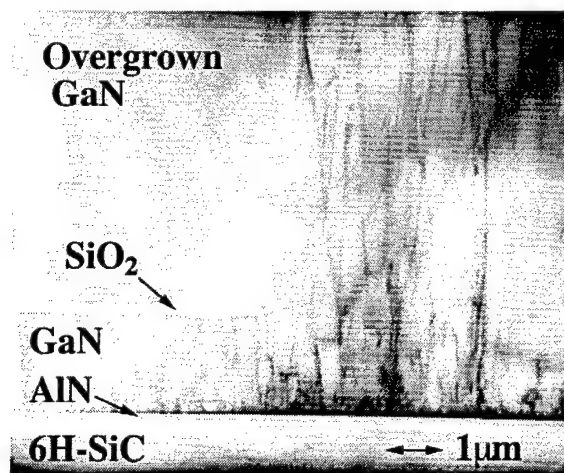 Overgrown
GaN
SiO₂
GaN
AlN
6H-SiC
1μm